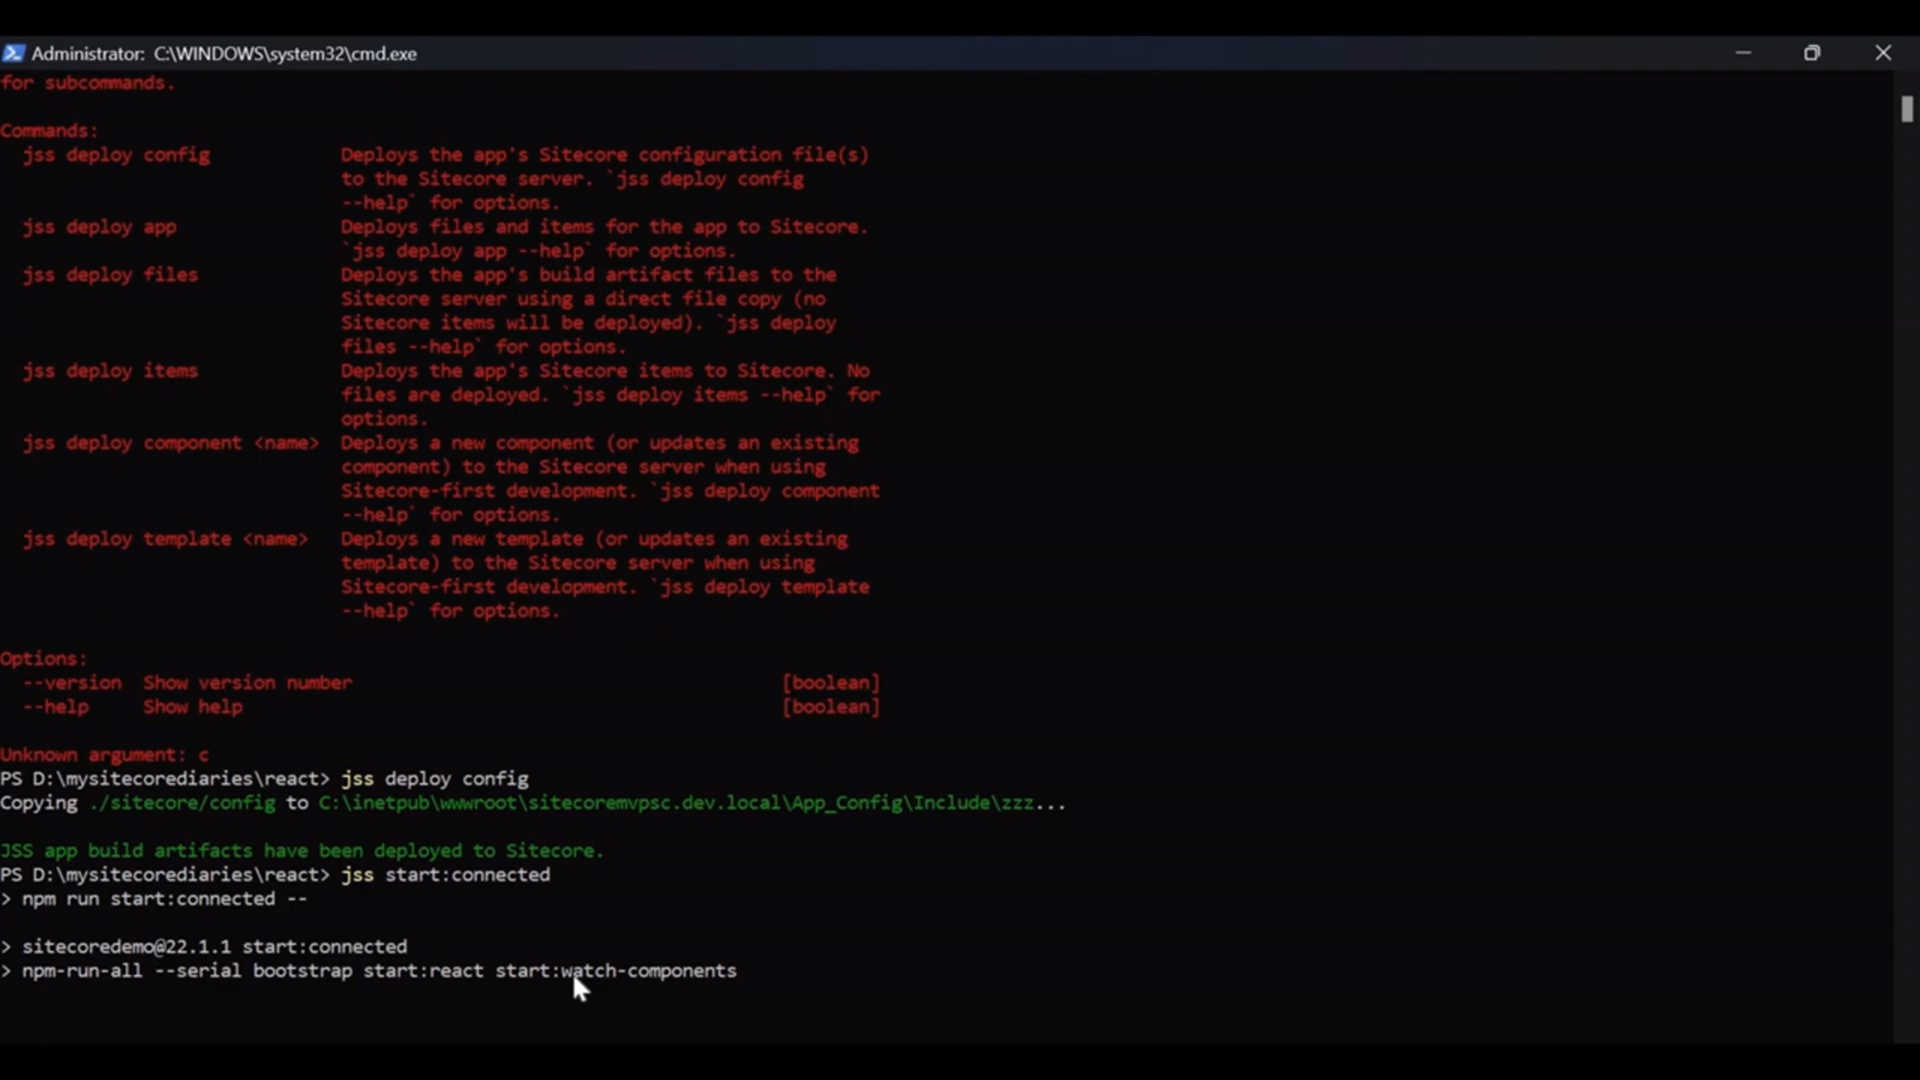 Administrator: C:\WINDOWS\system32\cmd.exe
for subcommands.
Commands:
jss deploy config Deploys the app's Sitecore configuration file(s)
to the Sitecore server. `jss deploy config
--help` for options.
jss deploy app Deploys files and items for the app to Sitecore.
`jss deploy app --help` for options.
jss deploy files Deploys the app's build artifact files to the
Sitecore server using a direct file copy (no
Sitecore items will be deployed). `jss deploy
files --help` for options.
jss deploy items Deploys the app's Sitecore items to Sitecore. No
files are deployed. `jss deploy items --help` for
options.
jss deploy component <name> Deploys a new component (or updates an existing
component) to the Sitecore server when using
Sitecore-first development. `jss deploy component
--help` for options.
jss deploy template <name> Deploys a new template (or updates an existing
template) to the Sitecore server when using
Sitecore-first development. `jss deploy template
--help` for options.
Options:
--version Show version number [boolean]
--help Show help [boolean]
Unknown argument: c
PS D:\mysitecorediaries\react> jss deploy config
Copying ./sitecore/config to C:\inetpub\wwwroot\sitecoremvpsc.dev.local\App_Config\Include\zzz...
JSS app build artifacts have been deployed to Sitecore.
PS D:\mysitecorediaries\react> jss start:connected
> npm run start:connected --
> sitecoredemo@22.1.1 start:connected
> npm-run-all --serial bootstrap start:react start:watch-components